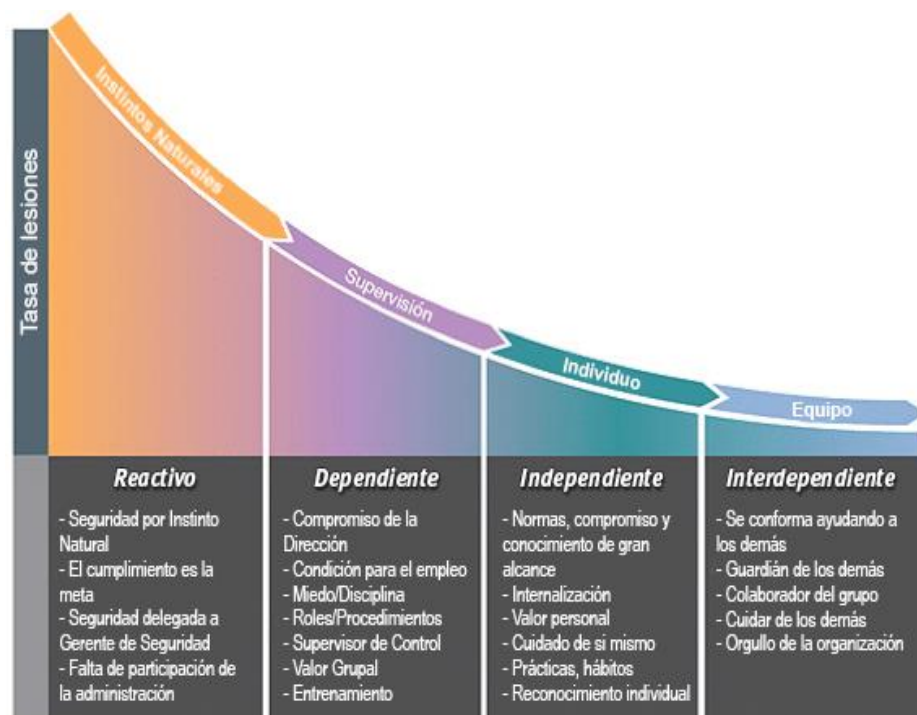 Tasa de lesiones
Instintos Naturales
Supervisión
Individuo
Equipo
Reactivo
- Seguridad por Instinto
Natural
- El cumplimiento es la
meta
- Seguridad delegada a
Gerente de Seguridad
- Falta de participación de
la administración
Dependiente
- Compromiso de la
Dirección
- Condición para el empleo
- Miedo/Disciplina
- Roles/Procedimientos
- Supervisor de Control
- Valor Grupal
- Entrenamiento
Independiente
- Normas, compromiso y
conocimiento de gran
alcance
- Internalización
- Valor personal
- Cuidado de si mismo
- Prácticas, hábitos
- Reconocimiento individual
Interdependiente
- Se conforma ayudando a
los demás
- Guardián de los demás
- Colaborador del grupo
- Cuidar de los demás
- Orgullo de la organización